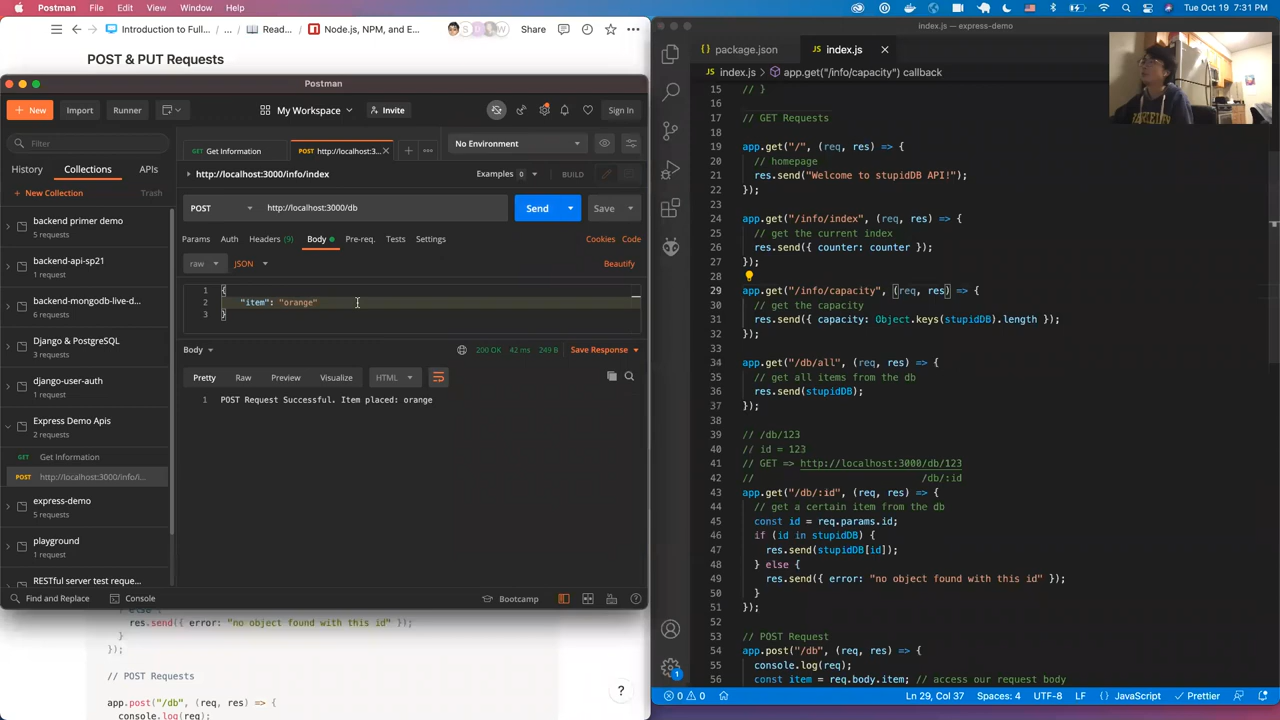 Postman File Edit View Window Help
Tue Oct 19 7:31 PM
Introduction to Full... / ... / Read... / Node.js, NPM, and E...
Share
POST & PUT Requests
Postman
New
Import
Runner
My Workspace
Invite
Sign In
Filter
History
Collections
APIs
+ New Collection
Trash
backend primer demo
5 requests
backend-api-sp21
1 request
backend-mongodb-live-d...
6 requests
Django & PostgreSQL
3 requests
django-user-auth
1 request
Express Demo Apis
2 requests
GET Get Information
POST http://localhost:3000/info/i...
express-demo
5 requests
playground
1 request
RESTful server test reque...
GET Get Information
POST http://localhost:3...
No Environment
http://localhost:3000/info/index
Examples 0
BUILD
POST
http://localhost:3000/db
Send
Save
Params Auth Headers (9) Body Pre-req. Tests Settings
Cookies Code
raw JSON
Beautify
1 {
2 "item": "orange"
3 }
Body
200 OK 42 ms 249 B Save Response
Pretty Raw Preview Visualize HTML
1 POST Request Successful. Item placed: orange
Find and Replace
Console
Bootcamp
?
res.send({ error: "no object found with this id" });
}
});
// POST Requests
app.post("/db", (req, res) => {
console.log(req);
?
index.js — express-demo
package.json
index.js
index.js > app.get("/info/capacity") callback
15 // }
16
17 // GET Requests
18
19 app.get("/", (req, res) => {
20 // homepage
21 res.send("Welcome to stupidDB API!");
22 });
23
24 app.get("/info/index", (req, res) => {
25 // get the current index
26 res.send({ counter: counter });
27 });
28
29 app.get("/info/capacity", (req, res) => {
30 // get the capacity
31 res.send({ capacity: Object.keys(stupidDB).length });
32 });
33
34 app.get("/db/all", (req, res) => {
35 // get all items from the db
36 res.send(stupidDB);
37 });
38
39 // /db/123
40 // id = 123
41 // GET => http://localhost:3000/db/123
42 // /db/:id
43 app.get("/db/:id", (req, res) => {
44 // get a certain item from the db
45 const id = req.params.id;
46 if (id in stupidDB) {
47 res.send(stupidDB[id]);
48 } else {
49 res.send({ error: "no object found with this id" });
50 }
51 });
52
53 // POST Request
54 app.post("/db", (req, res) => {
55 console.log(req);
56 const item = req.body.item; // access our request body
0 0
Ln 29, Col 37 Spaces: 4 UTF-8 LF {} JavaScript Prettier